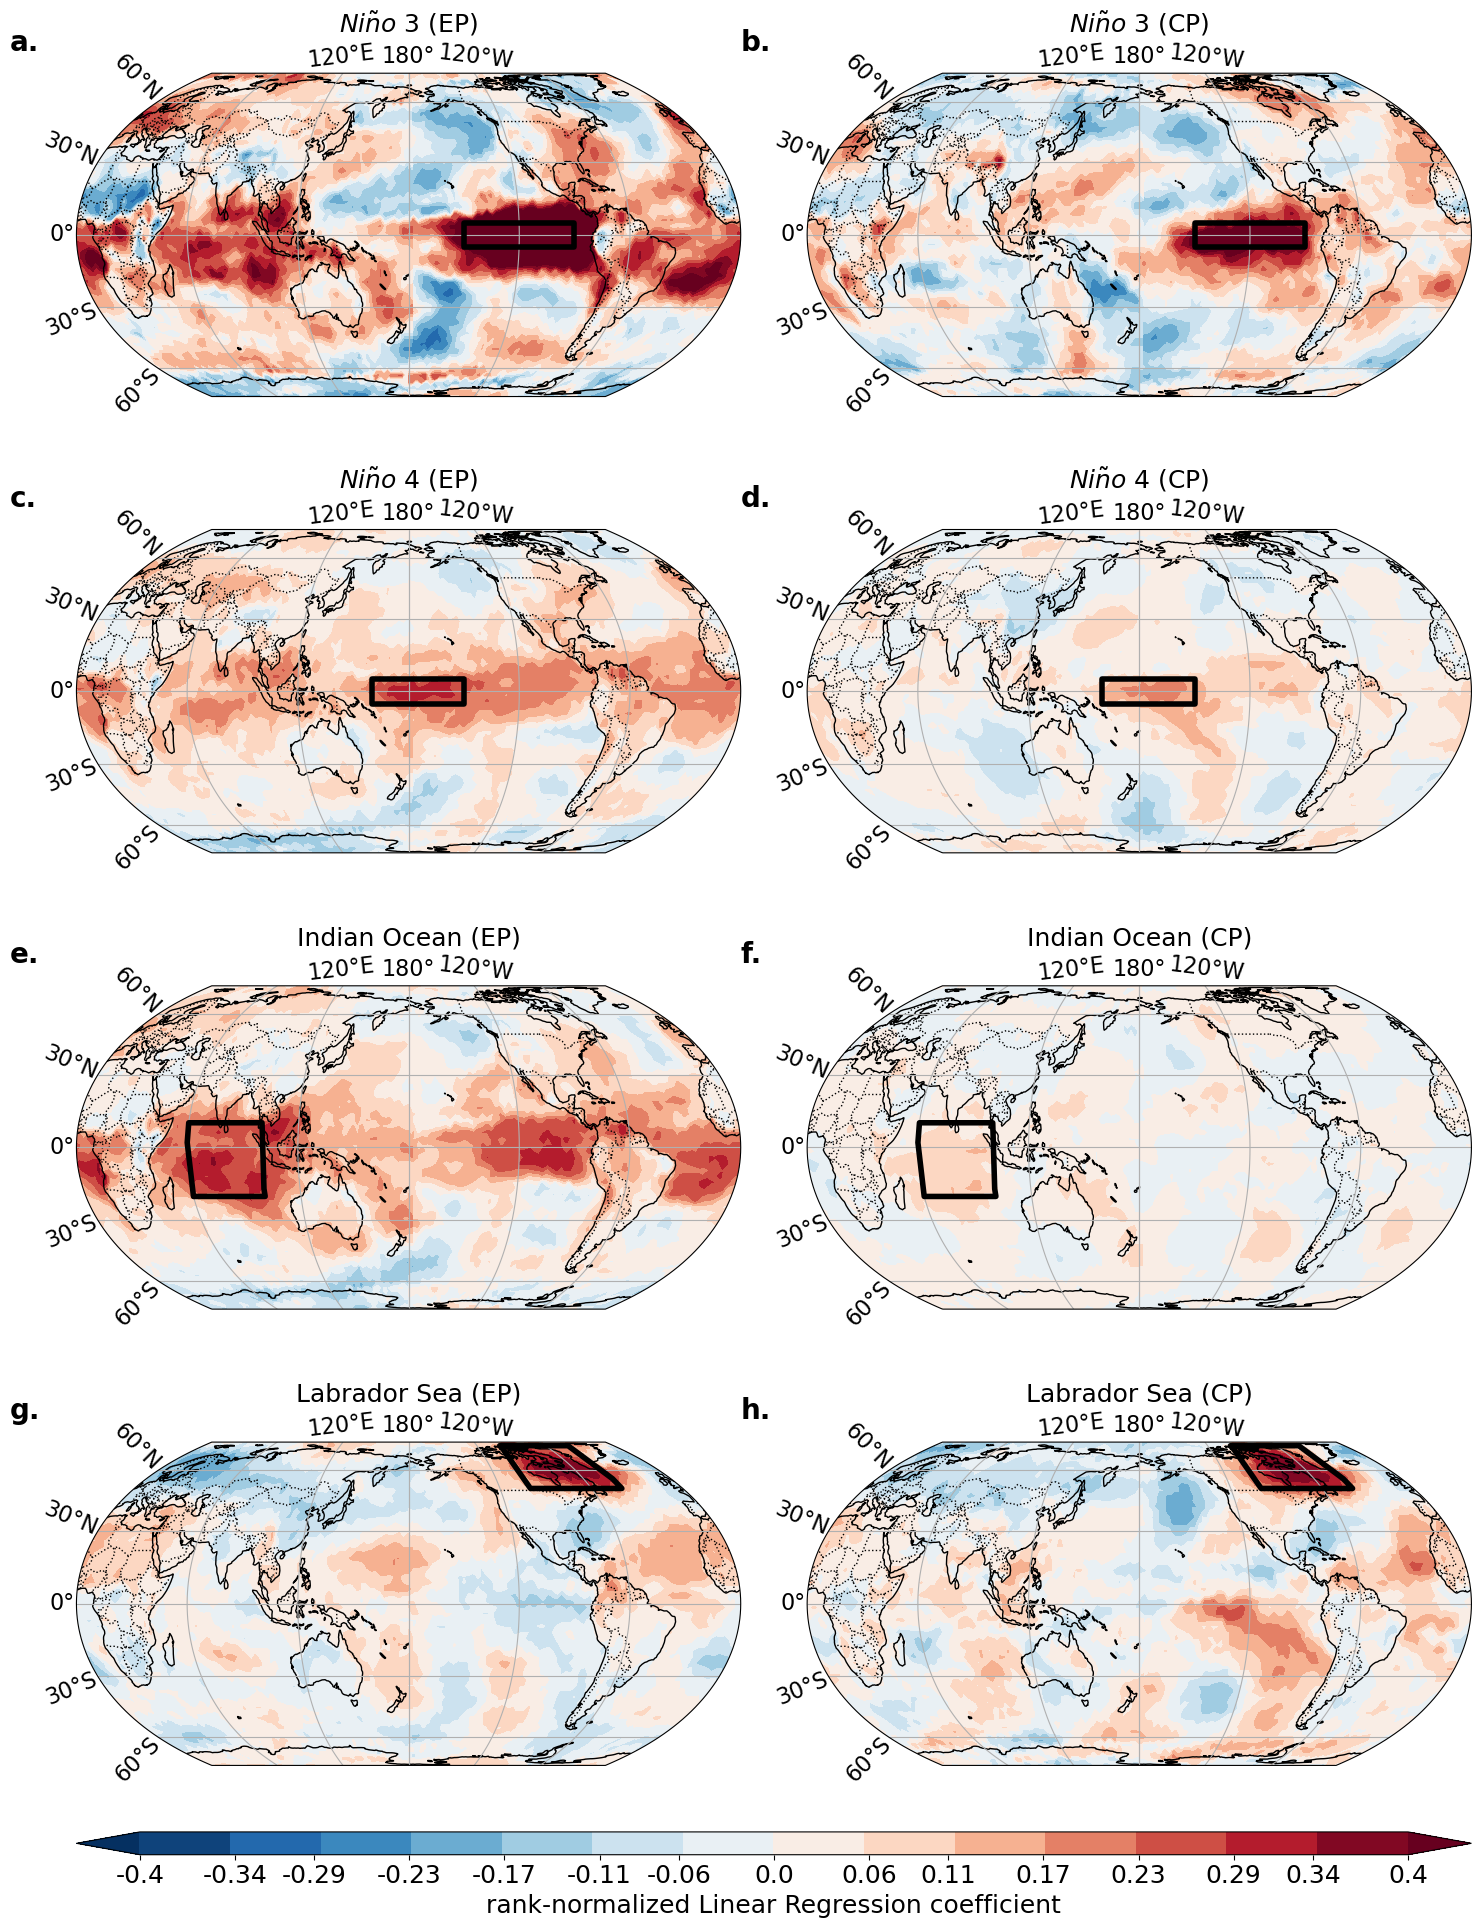 a.
Niño 3 (EP)
120°E 180° 120°W
60°N
30°N
0°
30°S
60°S
b.
Niño 3 (CP)
120°E 180° 120°W
60°N
30°N
0°
30°S
60°S
c.
Niño 4 (EP)
120°E 180° 120°W
60°N
30°N
0°
30°S
60°S
d.
Niño 4 (CP)
120°E 180° 120°W
60°N
30°N
0°
30°S
60°S
e.
Indian Ocean (EP)
120°E 180° 120°W
60°N
30°N
0°
30°S
60°S
f.
Indian Ocean (CP)
120°E 180° 120°W
60°N
30°N
0°
30°S
60°S
g.
Labrador Sea (EP)
120°E 180° 120°W
60°N
30°N
0°
30°S
60°S
h.
Labrador Sea (CP)
120°E 180° 120°W
60°N
30°N
0°
30°S
60°S
-0.4 -0.34 -0.29 -0.23 -0.17 -0.11 -0.06 0.0 0.06 0.11 0.17 0.23 0.29 0.34 0.4
rank-normalized Linear Regression coefficient